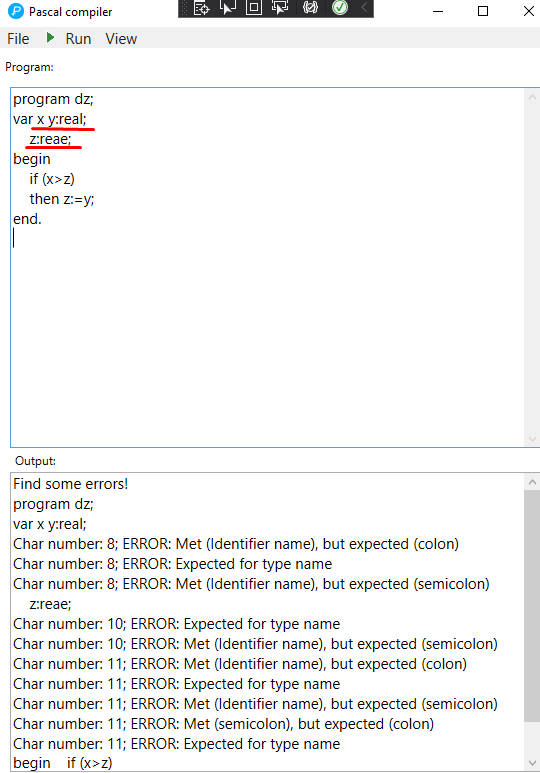 Pascal compiler
File Run View
Program:
program dz;
var x y:real;
z:reae;
begin
if (x>z)
then z:=y;
end.
Output:
Find some errors!
program dz;
var x y:real;
Char number: 8; ERROR: Met (Identifier name), but expected (colon)
Char number: 8; ERROR: Expected for type name
Char number: 8; ERROR: Met (Identifier name), but expected (semicolon)
z:reae;
Char number: 10; ERROR: Expected for type name
Char number: 10; ERROR: Met (Identifier name), but expected (semicolon)
Char number: 11; ERROR: Met (Identifier name), but expected (colon)
Char number: 11; ERROR: Expected for type name
Char number: 11; ERROR: Met (Identifier name), but expected (semicolon)
Char number: 11; ERROR: Met (semicolon), but expected (colon)
Char number: 11; ERROR: Expected for type name
begin if (x>z)